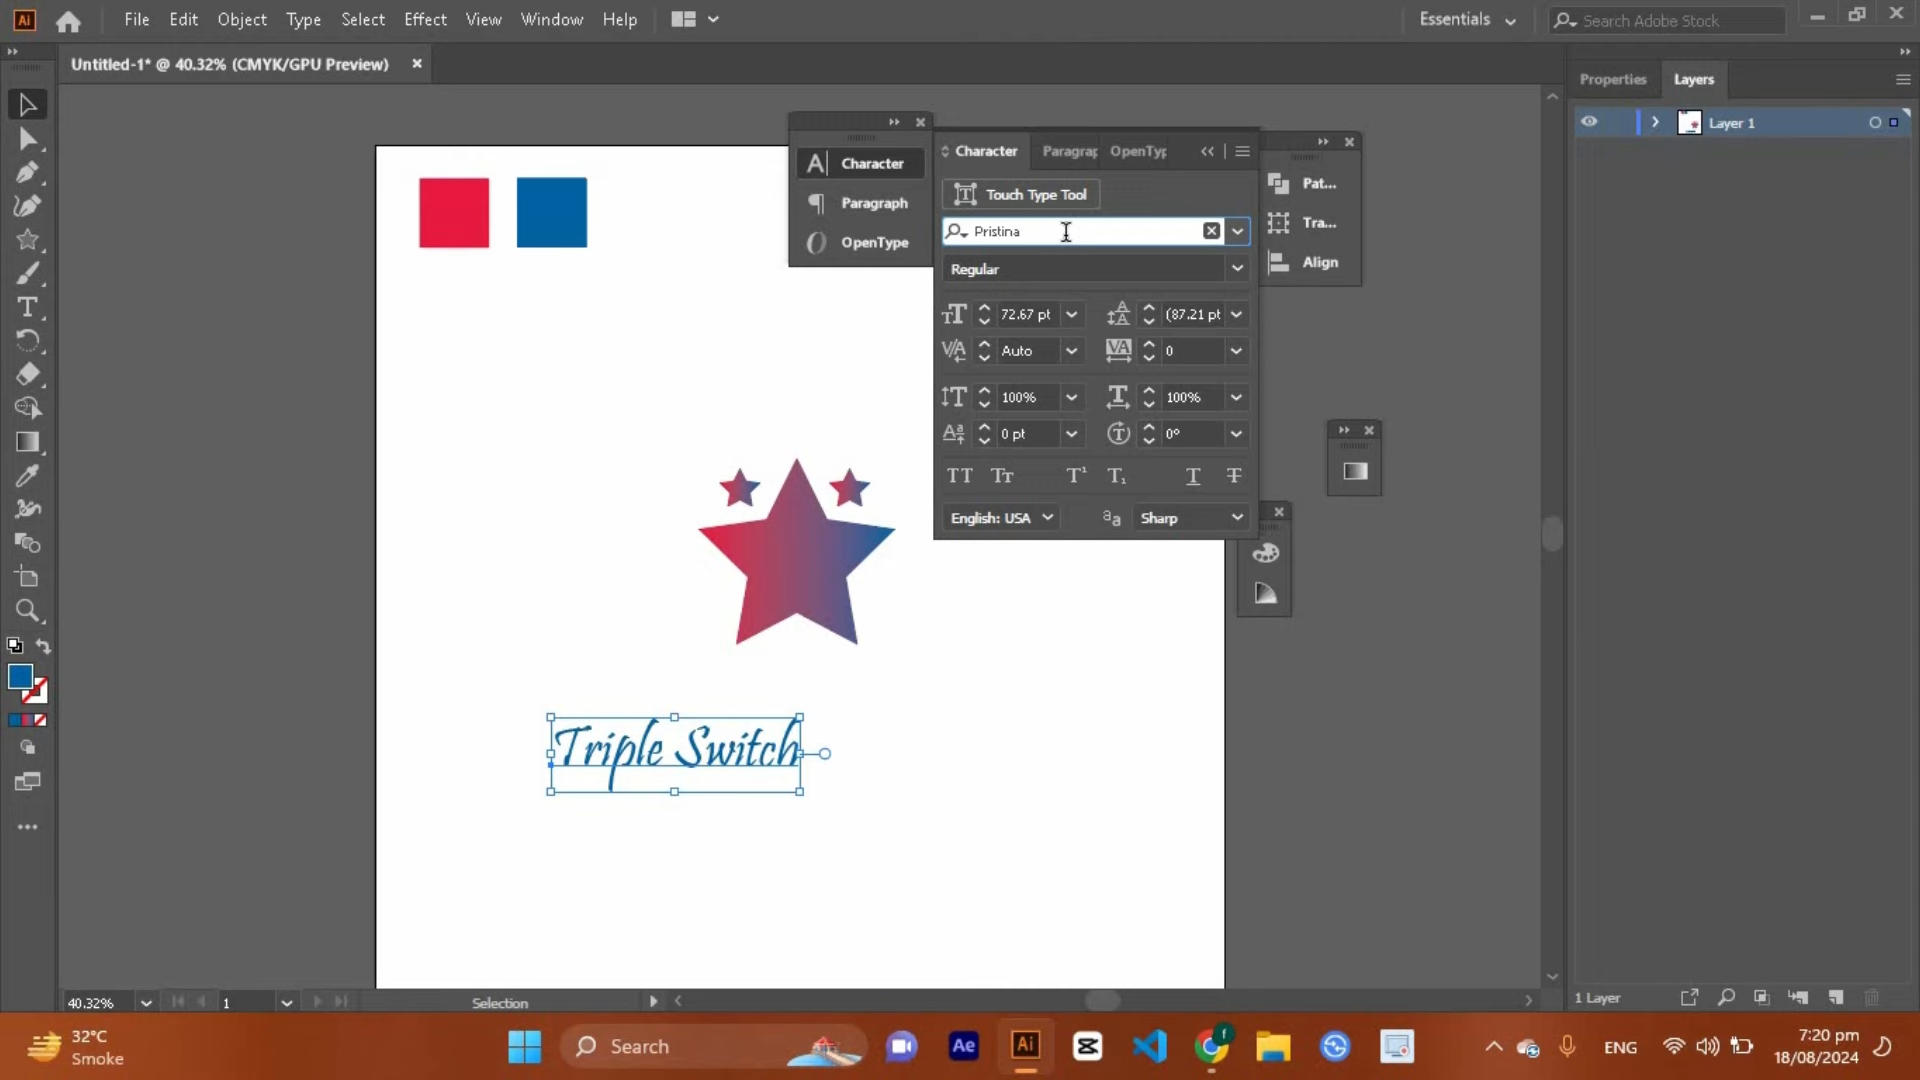 Ai File Edit Object Type Select Effect View Window Help Essentials Search Adobe Stock
Untitled-1* @ 40.32% (CMYK/GPU Preview)
Properties Layers
Layer 1
Character
Paragraph
OpenType
Character Paragrap OpenTyp
Touch Type Tool
Pristina
Regular
72.67 pt (87.21 pt
Auto 0
100% 100%
0 pt 0°
English: USA Sharp
Pat...
Tra...
Align
Triple Switch
40.32% 1 Selection
1 Layer
32°C
Smoke
Search
Ae
Ai
ENG
7:20 pm
18/08/2024